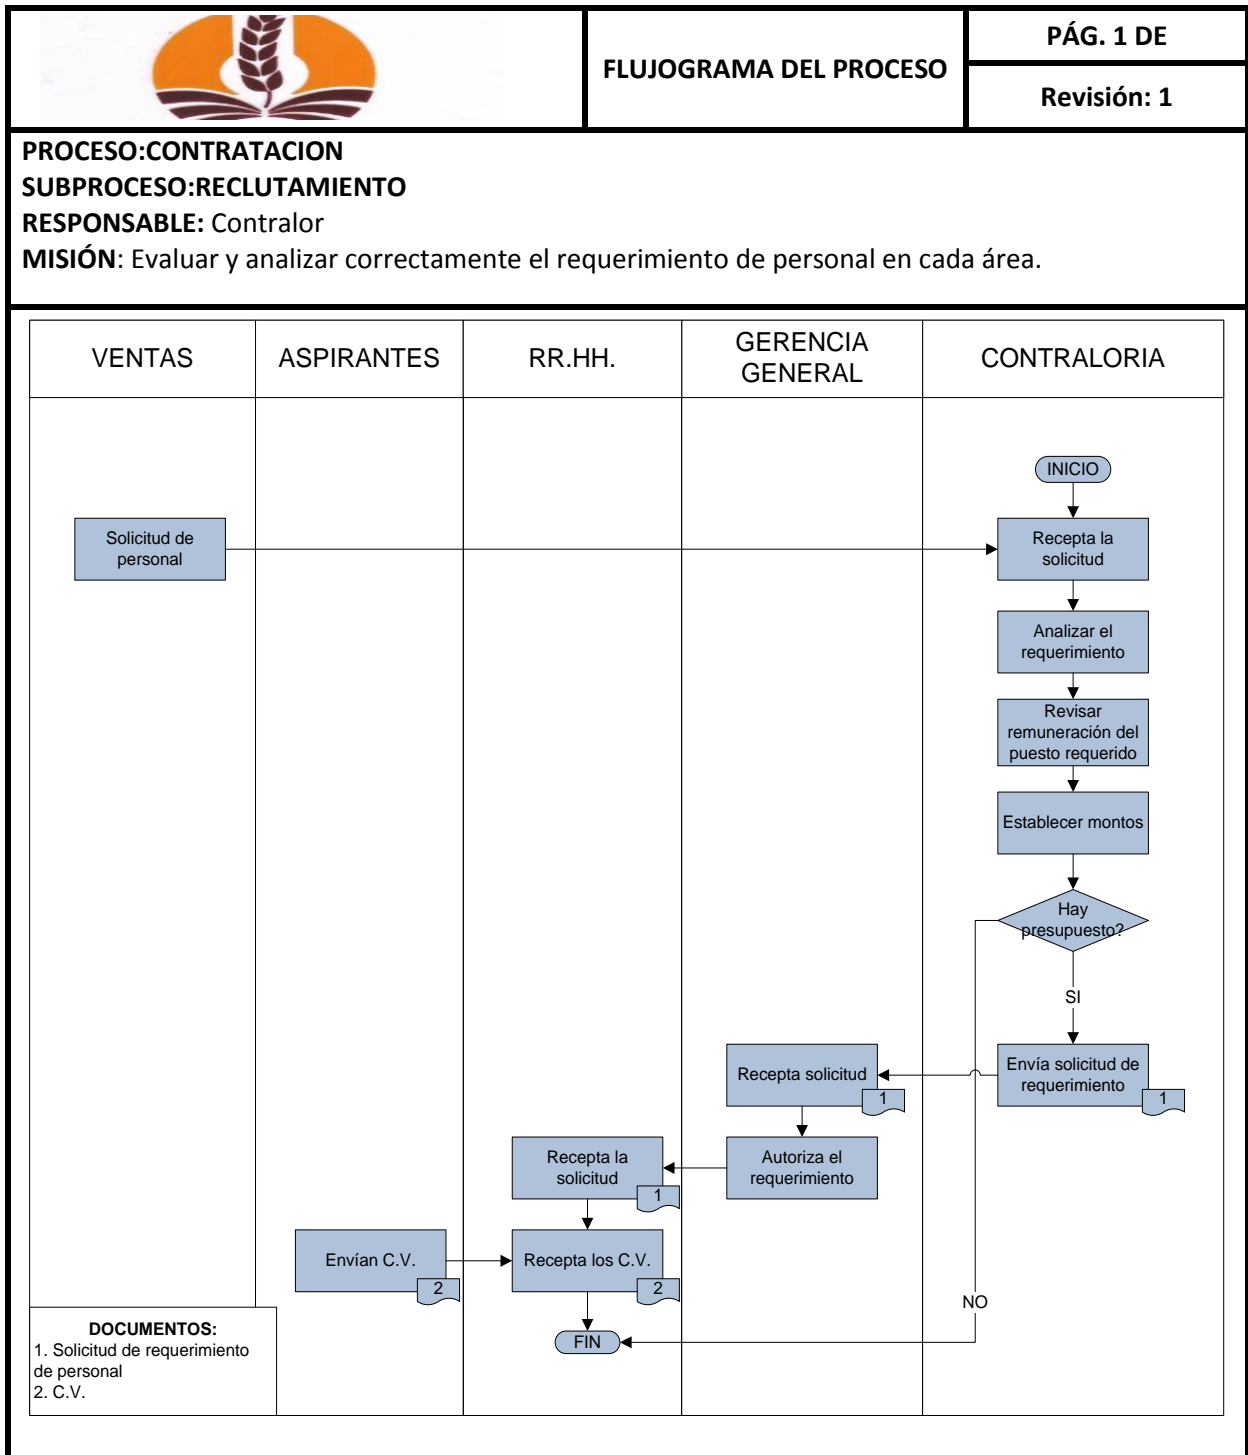 FLUJOGRAMA DEL PROCESO
PÁG. 1 DE
Revisión: 1
PROCESO:CONTRATACION
SUBPROCESO:RECLUTAMIENTO
RESPONSABLE: Contralor
MISIÓN: Evaluar y analizar correctamente el requerimiento de personal en cada área.
VENTAS
ASPIRANTES
RR.HH.
GERENCIA
GENERAL
CONTRALORIA
INICIO
Solicitud de
personal
Recepta la
solicitud
Analizar el
requerimiento
Revisar
remuneración del
puesto requerido
Establecer montos
Hay
presupuesto?
SI
Envía solicitud de
requerimiento
1
Recepta solicitud
1
Autoriza el
requerimiento
Recepta la
solicitud
1
Envían C.V.
2
Recepta los C.V.
2
NO
FIN
DOCUMENTOS:
1. Solicitud de requerimiento
de personal
2. C.V.